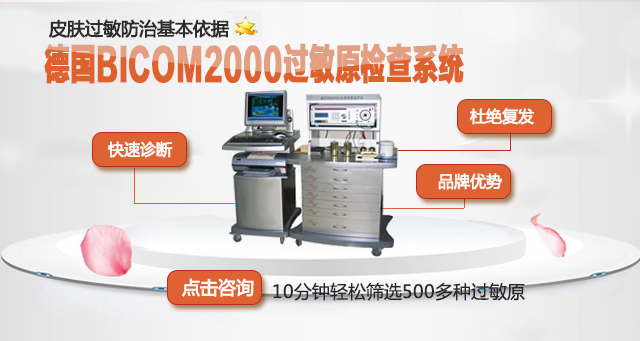 皮肤过敏防治基本依据
德国BICOM2000过敏原检查系统
杜绝复发
快速诊断
品牌优势
点击咨询
10分钟轻松筛选500多种过敏原